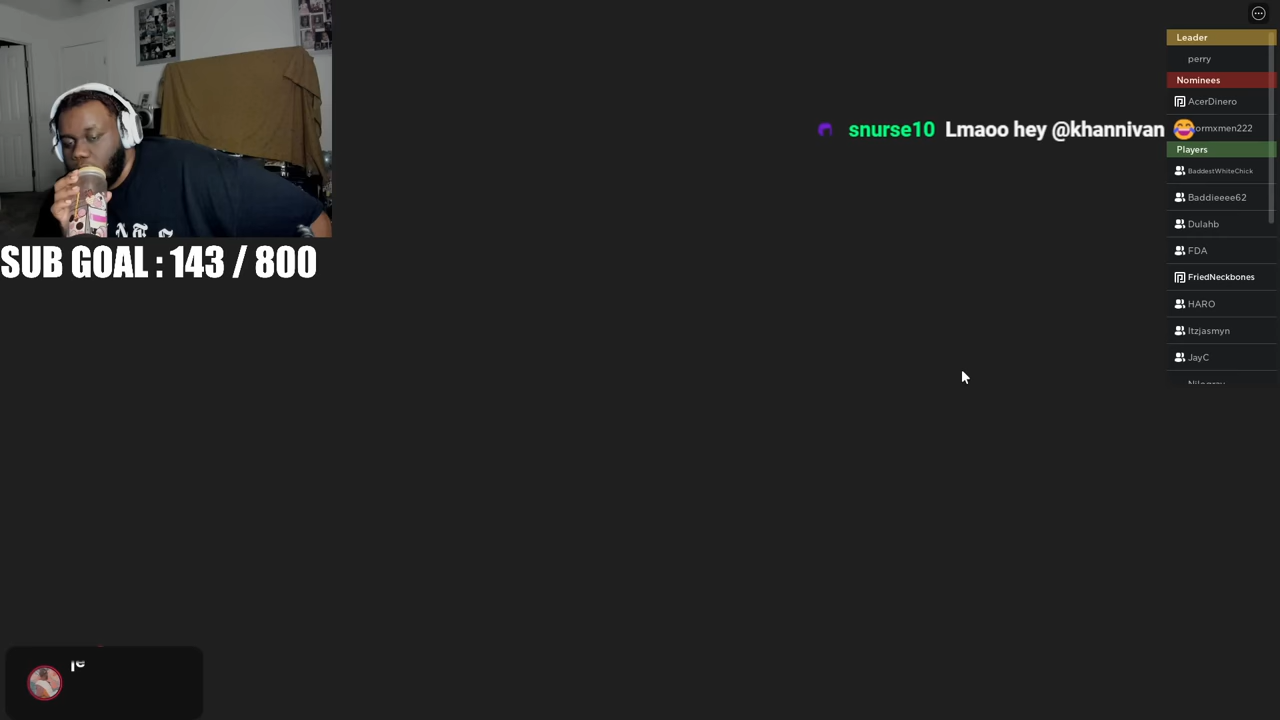 SUB GOAL : 143 / 800
snurse10 Lmaoo hey @khannivan 😂
Leader
perry
Nominees
AcerDinero
ormxmen222
Players
BaddestWhiteChick
Baddieeee62
Dulahb
FDA
FriedNeckbones
HARO
Itzjasmyn
JayC